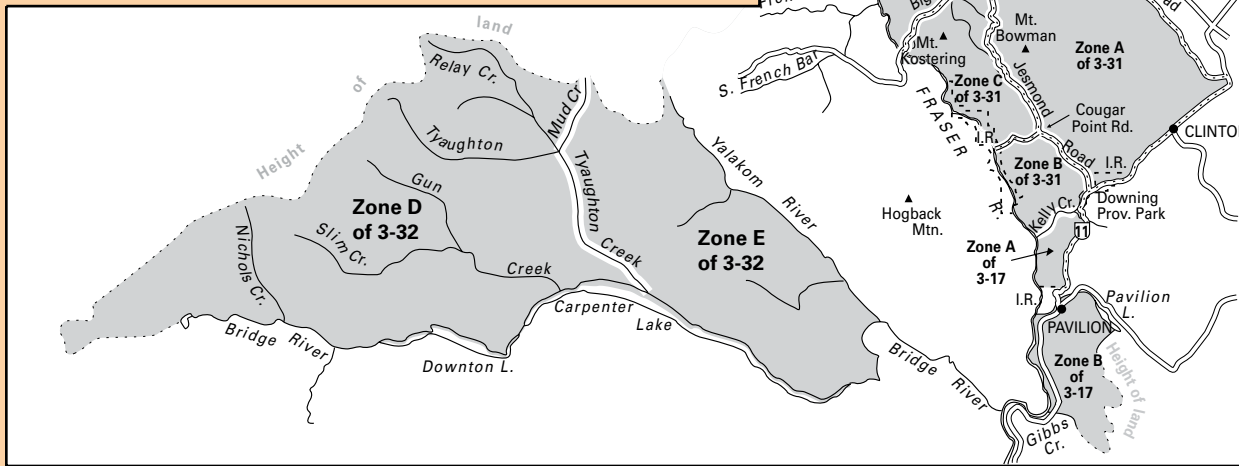 land
of
Height
Relay Cr.
Mud Cr
Tyaughton
Tyaughton
Creek
Gun
Creek
Zone D
of 3-32
Slim Cr.
Nichols Cr.
Bridge River
Downton L.
Carpenter
Lake
Zone E
of 3-32
Yalakom
River
Bridge
River
S. French Bar
Big
Mt.
Kostering
Mt.
Bowman
Zone A
of 3-31
Zone C
of 3-31
Jesmond
Road
Cougar
Point Rd.
FRASER
R.
I.R.
CLINTO
I.R.
Zone B
of 3-31
Hogback
Mtn.
Kelly Cr.
Downing
Prov. Park
11
Zone A
of
3-17
I.R.
PAVILION
Pavilion
L.
Zone B
of
3-17
Height of land
Gibbs
Cr.